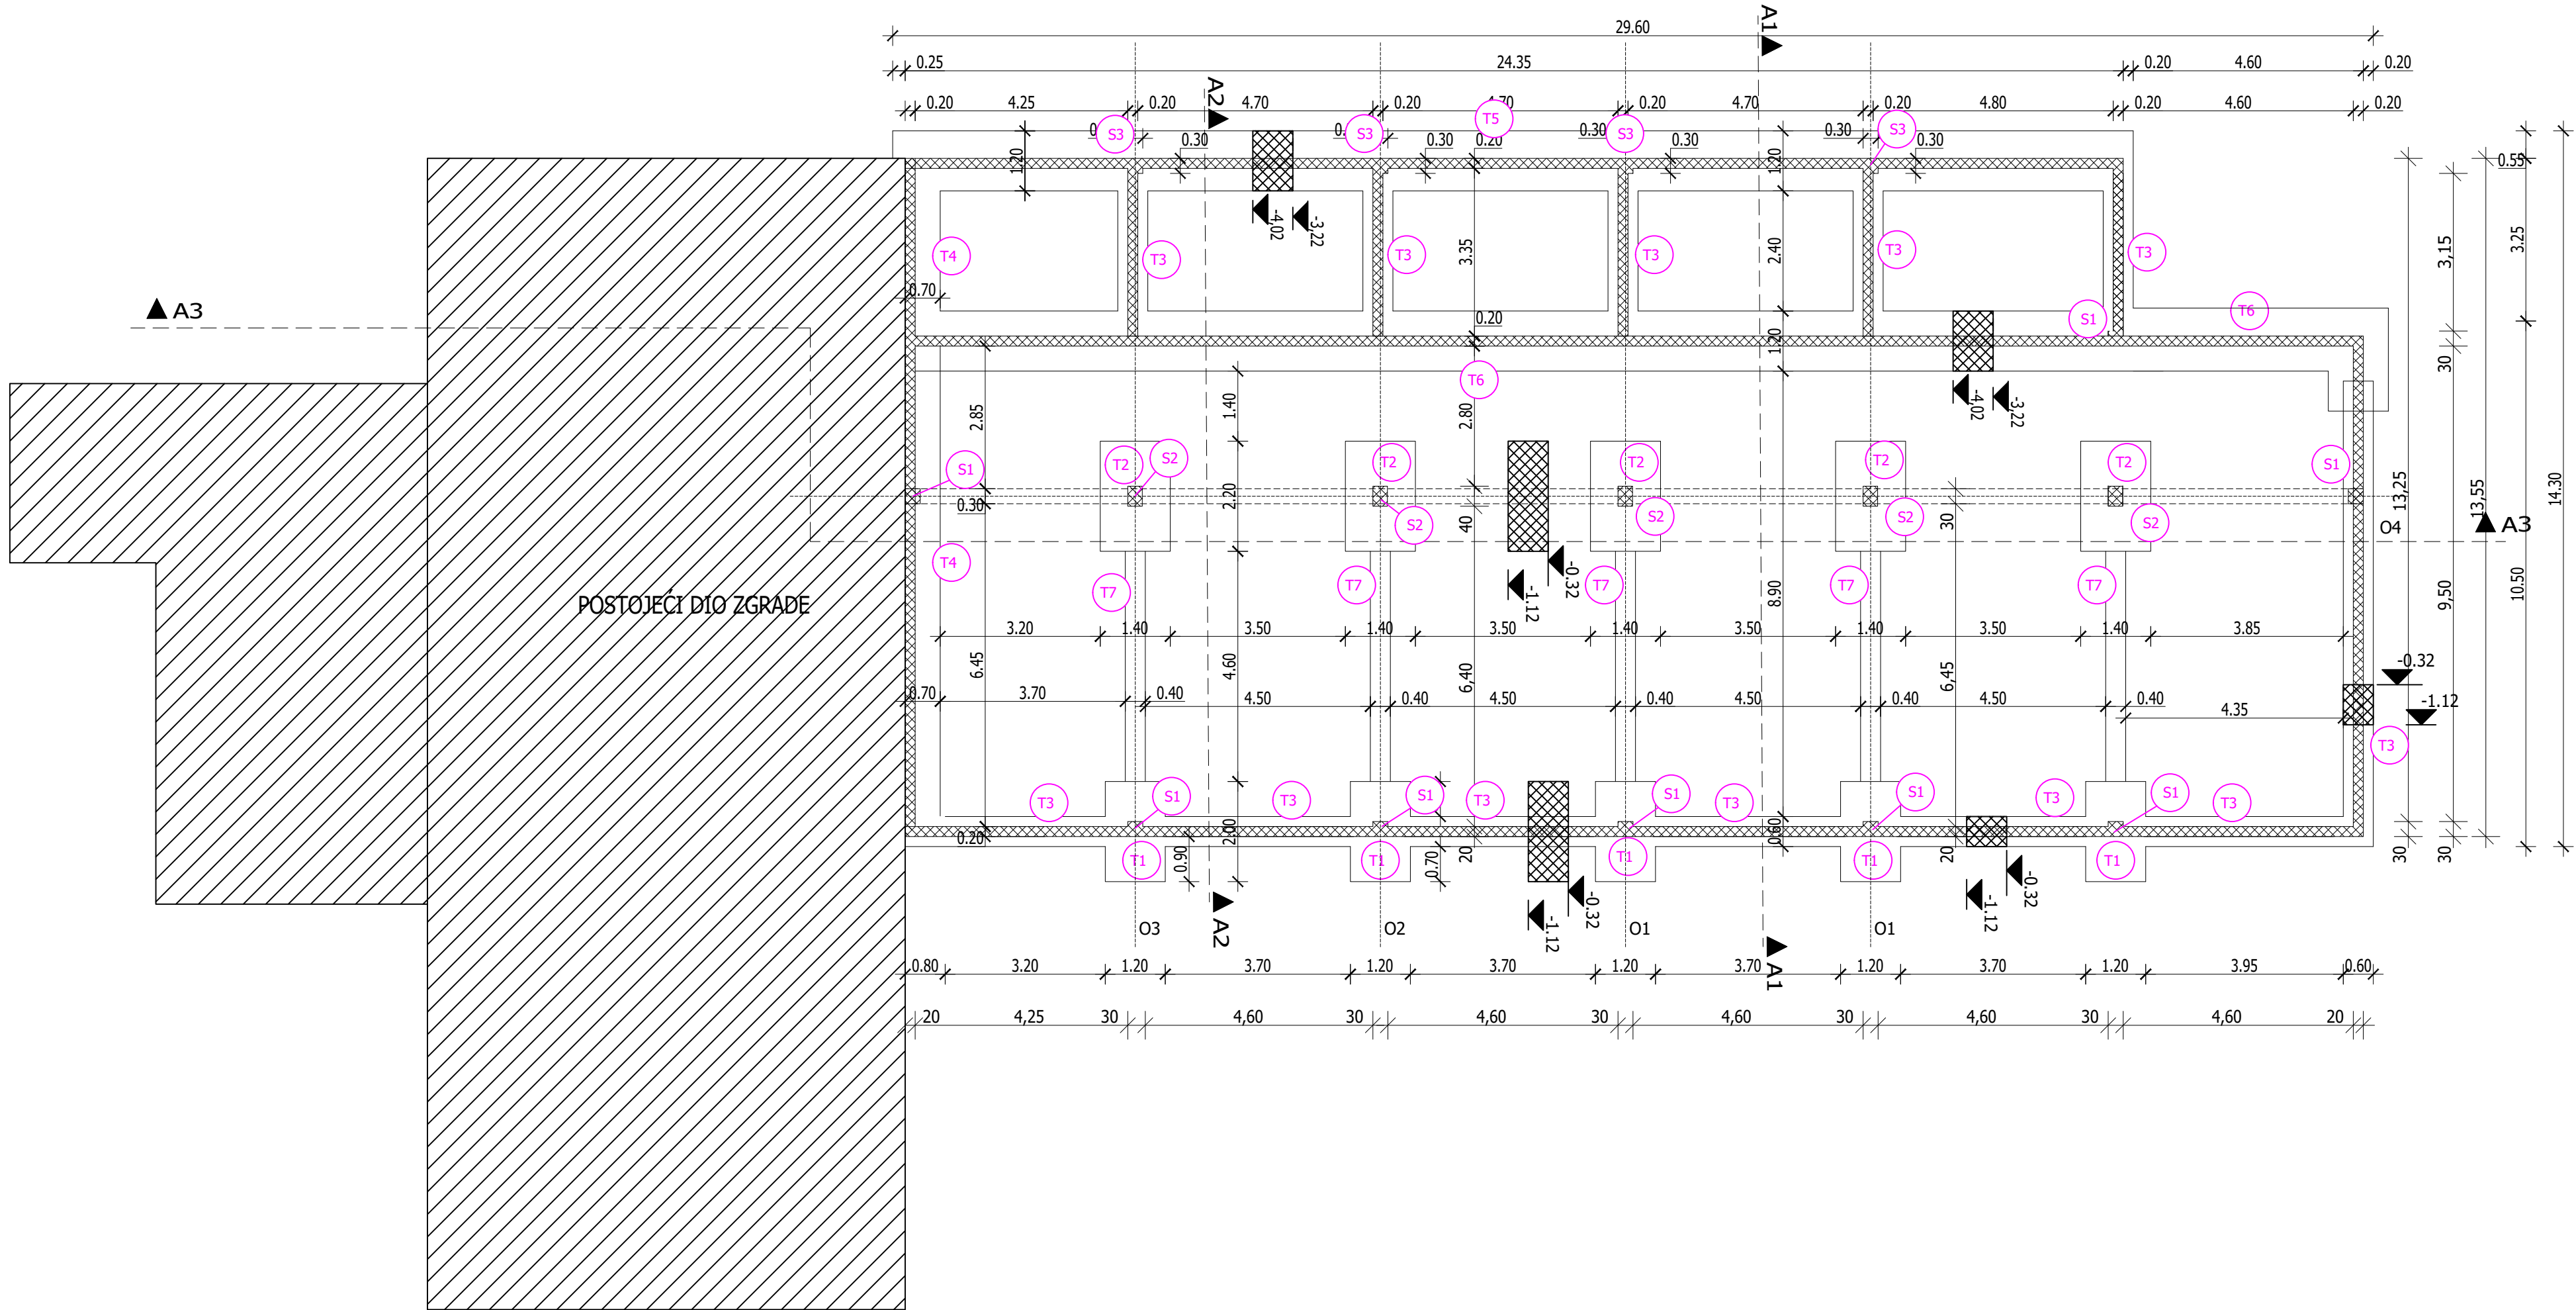 A1
29.60
0.25
24.35
0.20
4.60
0.20
A2
0.20
4.25
0.20
4.70
0.20
4.70
0.20
4.70
0.20
4.80
0.20
4.60
0.20
S3
S3
T5
S3
S3
0.30
0.30
0.20
0.30
0.30
0.30
0.30
1.20
1.20
0.55
-4,02
-3,22
T4
T3
T3
T3
T3
T3
3.35
2.40
3,15
3.25
0.70
A3
0.20
S1
T6
1.20
30
T6
-4,02
-3,22
2.85
1.40
2.80
T2
S2
T2
T2
T2
T2
S1
S1
0.30
2.20
40
S2
S2
S2
S2
30
13,25
13,55
14.30
O4
A3
T4
-0.32
-1.12
T7
T7
T7
T7
T7
9,50
10.50
8.90
POSTOJEĆI DIO ZGRADE
3.20
1.40
3.50
1.40
3.50
1.40
3.50
1.40
3.50
1.40
3.85
6.45
4.60
6,40
6,45
-0.32
0.70
3.70
0.40
4.50
0.40
4.50
0.40
4.50
0.40
4.50
0.40
4.35
-1.12
T3
T3
S1
T3
S1
T3
S1
T3
S1
T3
S1
T3
0.20
2.00
20
0.60
20
30
30
T1
0.90
T1
0.70
T1
T1
T1
-1.12
-0.32
-1.12
-0.32
O3
A2
O2
O1
A1
O1
0.80
3.20
1.20
3.70
1.20
3.70
1.20
3.70
1.20
3.70
1.20
3.95
0.60
20
4,25
30
4,60
30
4,60
30
4,60
30
4,60
30
4,60
20